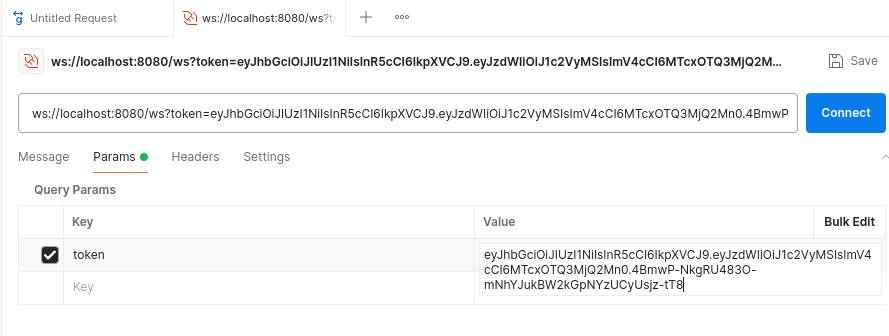 Untitled Request
ws://localhost:8080/ws?t
ws://localhost:8080/ws?token=eyJhbGciOiJIUzI1NiIsInR5cCI6IkpXVCJ9.eyJzdWIiOiJ1c2VyMSIsImV4cCI6MTcxOTQ3MjQ2M...
Save
ws://localhost:8080/ws?token=eyJhbGciOiJIUzI1NiIsInR5cCI6IkpXVCJ9.eyJzdWIiOiJ1c2VyMSIsImV4cCI6MTcxOTQ3MjQ2Mn0.4BmwP
Connect
Message Params Headers Settings
Query Params
Key Value Bulk Edit
token eyJhbGciOiJIUzI1NiIsInR5cCI6IkpXVCJ9.eyJzdWIiOiJ1c2VyMSIsImV4
cCI6MTcxOTQ3MjQ2Mn0.4BmwP-NkgRU483O-
Key mNhYJukBW2kGpNYzUCyUsjz-tT8